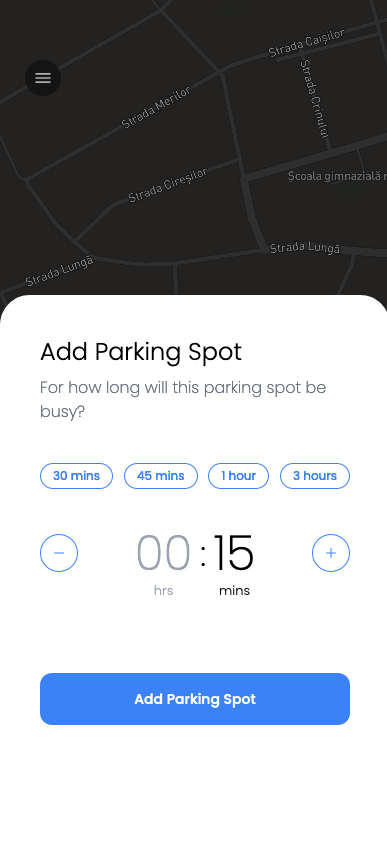 Strada Caișilor
Strada Crinului
Strada Merilor
Strada Cireșilor
Școala gimnazială
Strada Lungă
Strada Lungă
Add Parking Spot
For how long will this parking spot be
busy?
30 mins 45 mins 1 hour 3 hours
− 00 : 15 +
hrs mins
Add Parking Spot